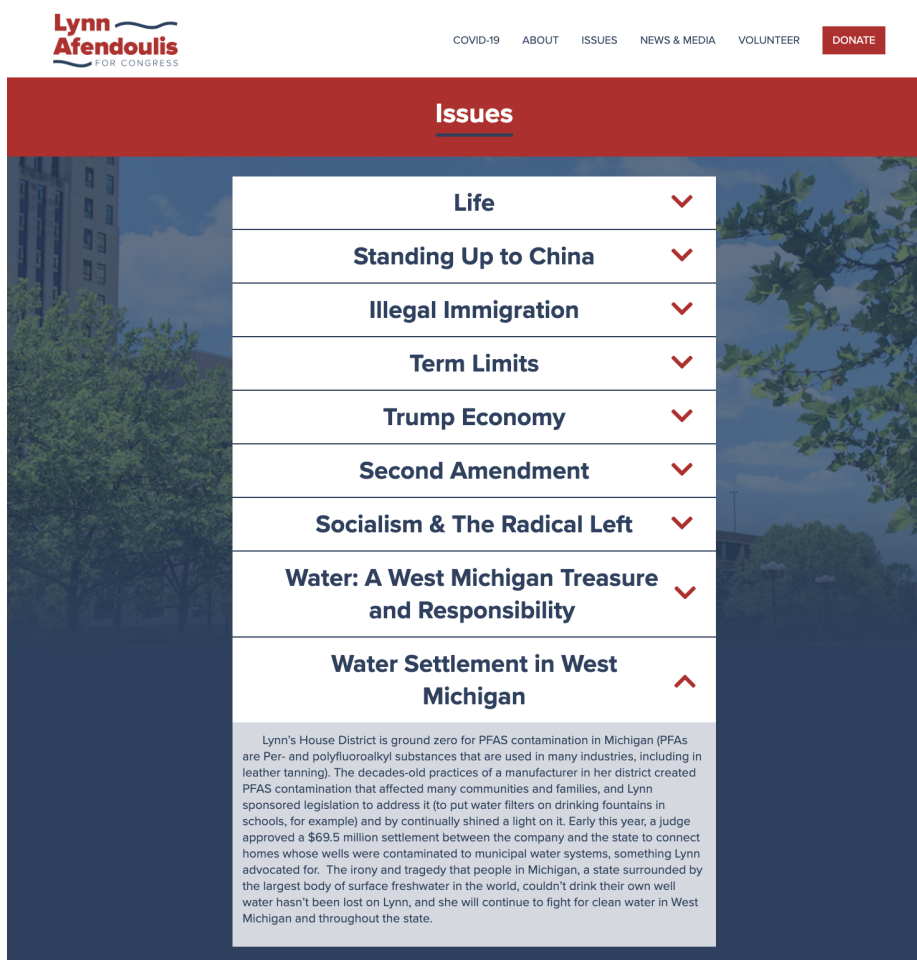 Lynn
Afendoulis
FOR CONGRESS
COVID-19 ABOUT ISSUES NEWS & MEDIA VOLUNTEER DONATE
Issues
Life
Standing Up to China
Illegal Immigration
Term Limits
Trump Economy
Second Amendment
Socialism & The Radical Left
Water: A West Michigan Treasure
and Responsibility
Water Settlement in West
Michigan
Lynn's House District is ground zero for PFAS contamination in Michigan (PFAs
are Per- and polyfluoroalkyl substances that are used in many industries, including in
leather tanning). The decades-old practices of a manufacturer in her district created
PFAS contamination that affected many communities and families, and Lynn
sponsored legislation to address it (to put water filters on drinking fountains in
schools, for example) and by continually shined a light on it. Early this year, a judge
approved a $69.5 million settlement between the company and the state to connect
homes whose wells were contaminated to municipal water systems, something Lynn
advocated for. The irony and tragedy that people in Michigan, a state surrounded by
the largest body of surface freshwater in the world, couldn't drink their own well
water hasn't been lost on Lynn, and she will continue to fight for clean water in West
Michigan and throughout the state.